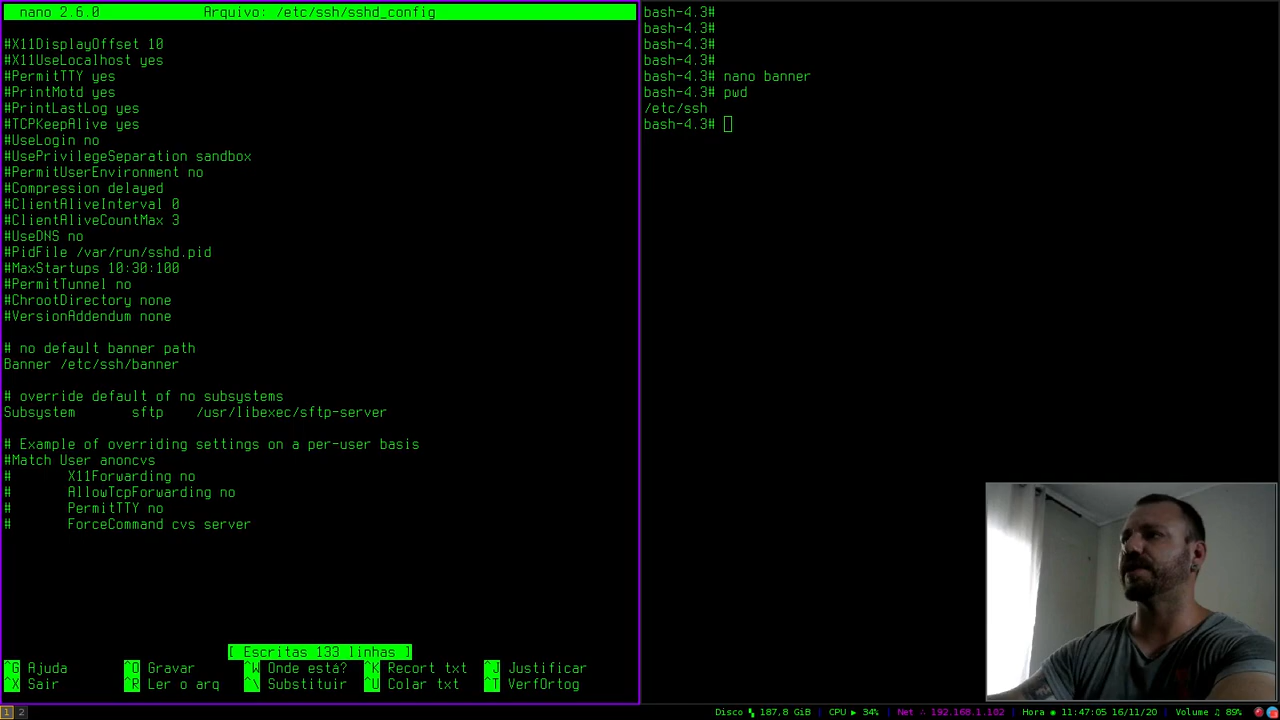 nano 2.6.0 Arquivo: /etc/ssh/sshd_config
#X11DisplayOffset 10
#X11UseLocalhost yes
#PermitTTY yes
#PrintMotd yes
#PrintLastLog yes
#TCPKeepAlive yes
#UseLogin no
#UsePrivilegeSeparation sandbox
#PermitUserEnvironment no
#Compression delayed
#ClientAliveInterval 0
#ClientAliveCountMax 3
#UseDNS no
#PidFile /var/run/sshd.pid
#MaxStartups 10:30:100
#PermitTunnel no
#ChrootDirectory none
#VersionAddendum none
# no default banner path
Banner /etc/ssh/banner
# override default of no subsystems
Subsystem sftp /usr/libexec/sftp-server
# Example of overriding settings on a per-user basis
#Match User anoncvs
# X11Forwarding no
# AllowTcpForwarding no
# PermitTTY no
# ForceCommand cvs server
[ Escritas 133 linhas ]
^G Ajuda ^O Gravar ^W Onde está? ^K Recort txt ^J Justificar
^X Sair ^R Ler o arq ^\ Substituir ^U Colar txt ^T VerfOrtog
bash-4.3#
bash-4.3#
bash-4.3#
bash-4.3#
bash-4.3# nano banner
bash-4.3# pwd
/etc/ssh
bash-4.3#
1 2 Disco 187,8 GiB | CPU ▶ 34% | Net 192.168.1.102 | Hora ◉ 11:47:05 16/11/20 | Volume ♫ 89%